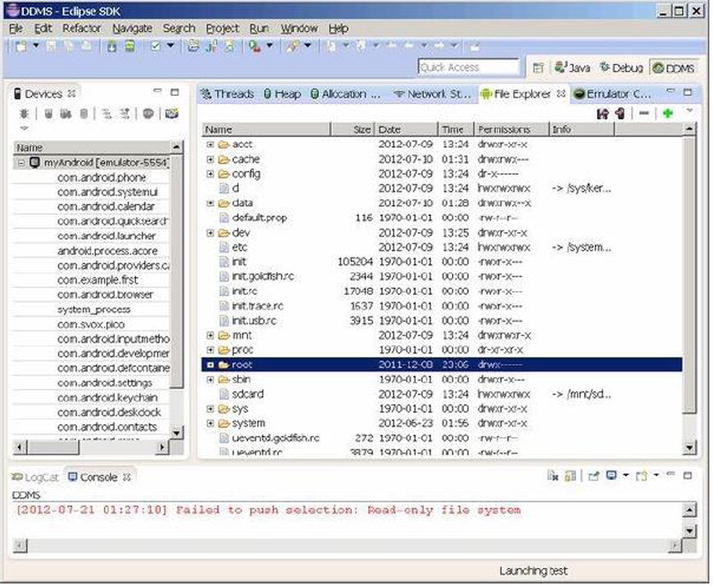 DDMS - Eclipse SDK
File Edit Refactor Navigate Search Project Run Window Help
Quick Access Java Debug DDMS
Devices Threads Heap Allocation ... Network St... File Explorer Emulator C...
Name Size Date Time Permissions Info
acct 2012-07-09 13:24 drwxr-xr-x
cache 2012-07-10 01:31 drwxrwx---
config 2012-07-09 13:24 dr-x------
d 2012-07-09 13:24 lrwxrwxrwx -> /sys/ker...
data 2012-07-10 01:28 drwxrwx--x
default.prop 116 1970-01-01 00:00 -rw-r--r--
dev 2012-07-09 13:25 drwxr-xr-x
etc 2012-07-09 13:24 lrwxrwxrwx -> /system...
init 105204 1970-01-01 00:00 -rwxr-x---
init.goldfish.rc 2344 1970-01-01 00:00 -rwxr-x---
init.rc 17048 1970-01-01 00:00 -rwxr-x---
init.trace.rc 1637 1970-01-01 00:00 -rwxr-x---
init.usb.rc 3915 1970-01-01 00:00 -rwxr-x---
mnt 2012-07-09 13:24 drwxrwxr-x
proc 1970-01-01 00:00 dr-xr-xr-x
root 2011-12-08 23:06 drwx------
sbin 1970-01-01 00:00 drwxr-x---
sdcard 2012-07-09 13:24 lrwxrwxrwx -> /mnt/sd...
sys 1970-01-01 00:00 drwxr-xr-x
system 2012-06-23 01:56 drwxr-xr-x
ueventd.goldfish.rc 272 1970-01-01 00:00 -rw-r--r--
ueventd.rc 3879 1970-01-01 00:00 -rw-r--r--
Name
myAndroid [emulator-5554]
com.android.phone
com.android.systemui
com.android.calendar
com.android.quicksearch
com.android.launcher
android.process.acore
com.android.providers.ca
com.example.first
com.android.browser
system_process
com.svox.pico
com.android.inputmetho
com.android.developmer
com.android.defcontaine
com.android.settings
com.android.keychain
com.android.deskdock
com.android.contacts
LogCat Console
DDMS
[2012-07-21 01:27:10] Failed to push selection: Read-only file system
Launching test